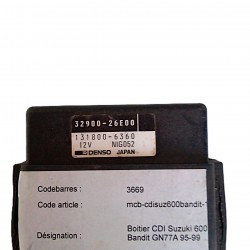 32900-26E00
131800-6360
12V NIG052
DENSO JAPAN
Codebarres : 3669
Code article : mcb-cdisuz600bandit-1
Désignation : Boitier CDI Suzuki 600
Bandit GN77A 95-99